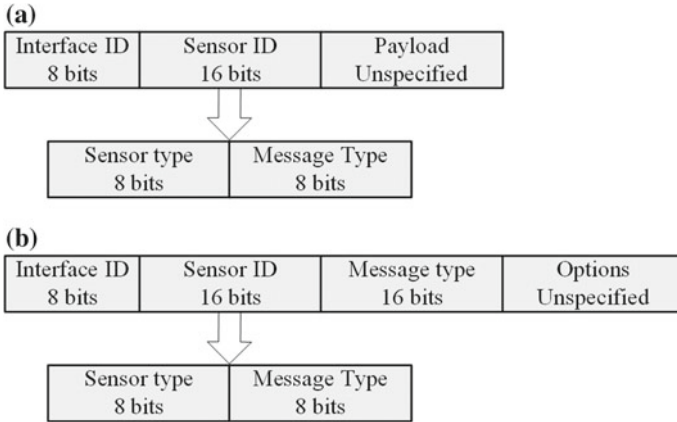 (a)
Interface ID Sensor ID Payload
8 bits 16 bits Unspecified
Sensor type Message Type
8 bits 8 bits
(b)
Interface ID Sensor ID Message type Options
8 bits 16 bits 16 bits Unspecified
Sensor type Message Type
8 bits 8 bits